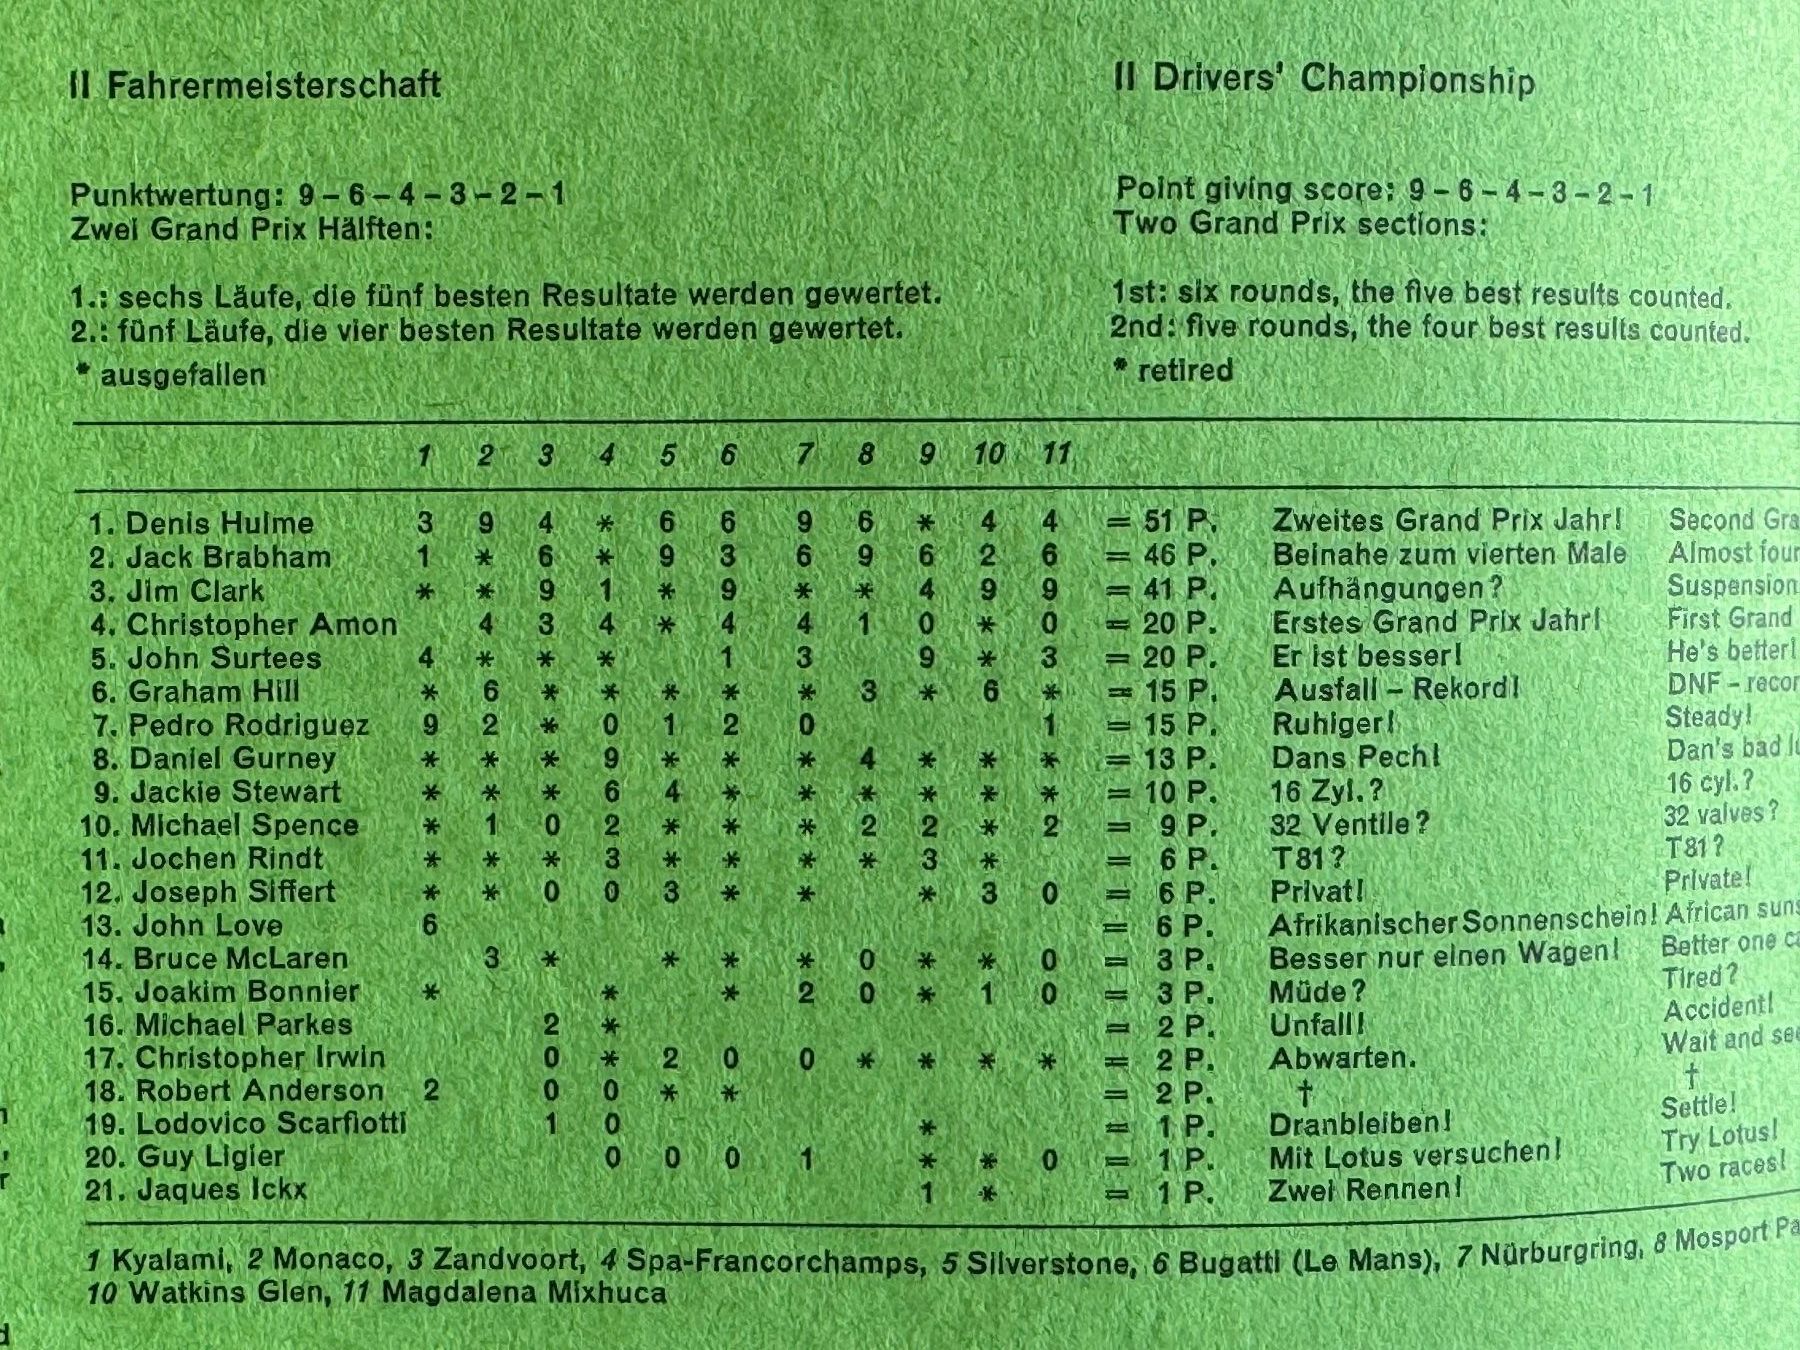 II Fahrermeisterschaft
II Drivers' Championship
Punktwertung: 9 – 6 – 4 – 3 – 2 – 1
Zwei Grand Prix Hälften:
Point giving score: 9 – 6 – 4 – 3 – 2 – 1
Two Grand Prix sections:
1.: sechs Läufe, die fünf besten Resultate werden gewertet.
2.: fünf Läufe, die vier besten Resultate werden gewertet.
* ausgefallen
1st: six rounds, the five best results counted.
2nd: five rounds, the four best results counted.
* retired
1 2 3 4 5 6 7 8 9 10 11
1. Denis Hulme 3 9 4 * 6 6 9 6 * 4 4 = 51 P. Zweites Grand Prix Jahr! Second
2. Jack Brabham 1 * 6 * 9 3 6 9 6 2 6 = 46 P. Beinahe zum vierten Male Almost
3. Jim Clark * * 9 1 * 9 * * 4 9 9 = 41 P. Aufhängungen? Suspension
4. Christopher Amon 4 3 4 * 4 4 1 0 * 0 = 20 P. Erstes Grand Prix Jahr! First Grand
5. John Surtees 4 * * * 1 3 9 * 3 = 20 P. Er ist besser! He's better!
6. Graham Hill * 6 * * * * * 3 * 6 * = 15 P. Ausfall – Rekord! DNF –
7. Pedro Rodriguez 9 2 * 0 1 2 0 1 = 15 P. Ruhiger! Steady!
8. Daniel Gurney * * * 9 * * * 4 * * * = 13 P. Dans Pech! Dan's bad
9. Jackie Stewart * * * 6 4 * * * * * * = 10 P. 16 Zyl.? 16 cyl.?
10. Michael Spence * 1 0 2 * * * 2 2 * 2 = 9 P. 32 Ventile? 32 valves?
11. Jochen Rindt * * * 3 * * * * 3 * = 6 P. T81? T81?
12. Joseph Siffert * * 0 0 3 * * * 3 0 = 6 P. Privat! Private!
13. John Love 6 = 6 P. Afrikanischer Sonnenschein! African
14. Bruce McLaren 3 * * * * 0 * * 0 = 3 P. Besser nur einen Wagen! Better one
15. Joakim Bonnier * * * 2 0 * 1 0 = 3 P. Müde? Tired?
16. Michael Parkes 2 * = 2 P. Unfall! Accident!
17. Christopher Irwin 0 * 2 0 0 * * * * = 2 P. Abwarten. Wait and
18. Robert Anderson 2 0 0 * * = 2 P. † †
19. Lodovico Scarfiotti 1 0 * = 1 P. Dranbleiben! Settle!
20. Guy Ligier 0 0 0 1 * * 0 = 1 P. Mit Lotus versuchen! Try Lotus!
21. Jaques Ickx 1 * = 1 P. Zwei Rennen! Two races!
1 Kyalami, 2 Monaco, 3 Zandvoort, 4 Spa-Francorchamps, 5 Silverstone, 6 Bugatti (Le Mans), 7 Nürburgring, 8 Mosport
10 Watkins Glen, 11 Magdalena Mixhuca